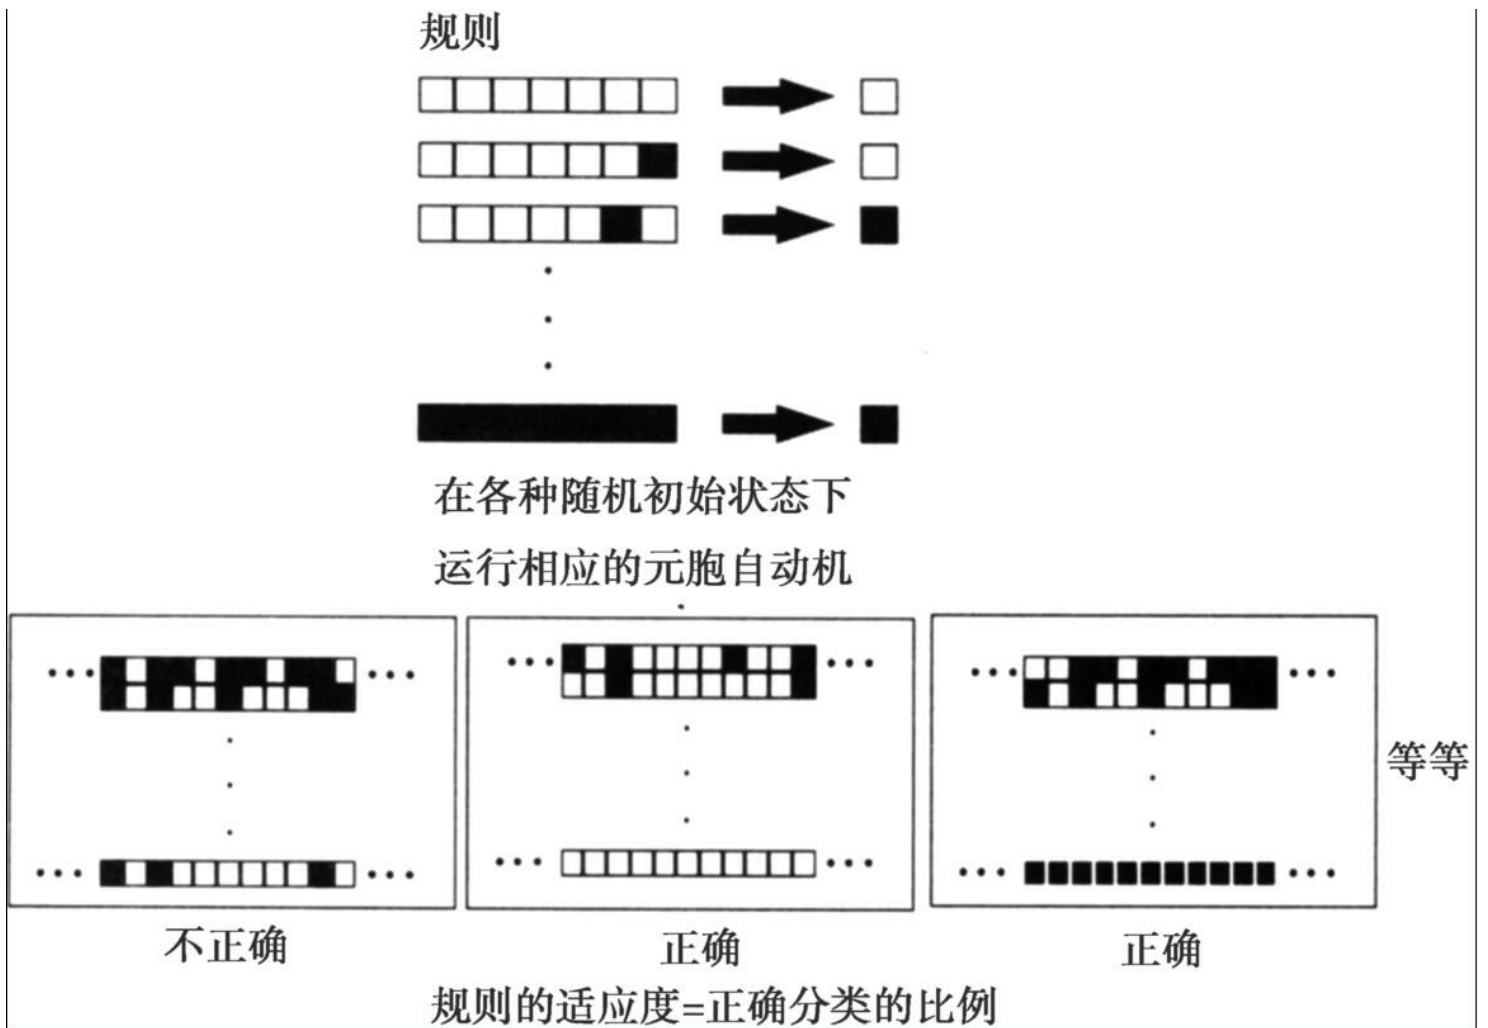 规则
在各种随机初始状态下
运行相应的元胞自动机
等等
不正确
正确
正确
规则的适应度=正确分类的比例